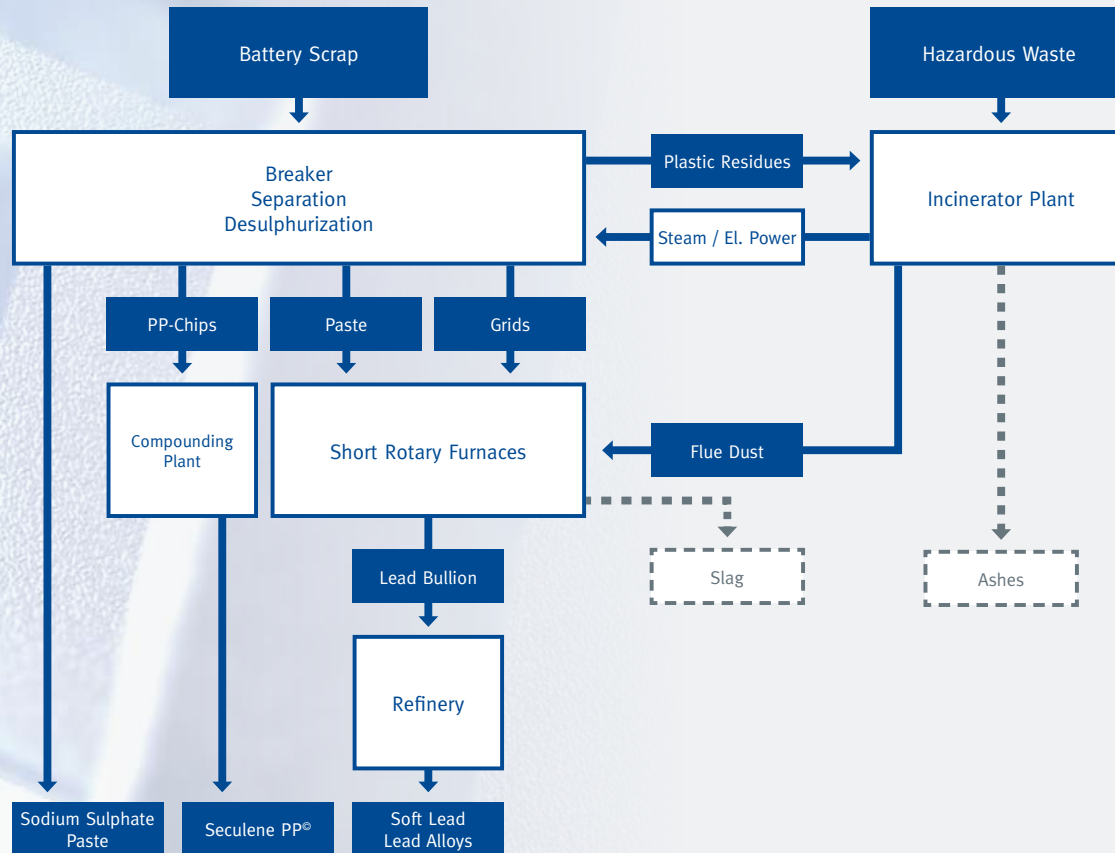 Battery Scrap
Hazardous Waste
Breaker
Separation
Desulphurization
Plastic Residues
Incinerator Plant
Steam / El. Power
PP-Chips
Paste
Grids
Compounding
Plant
Short Rotary Furnaces
Flue Dust
Lead Bullion
Slag
Ashes
Refinery
Sodium Sulphate
Paste
Seculene PP©
Soft Lead
Lead Alloys